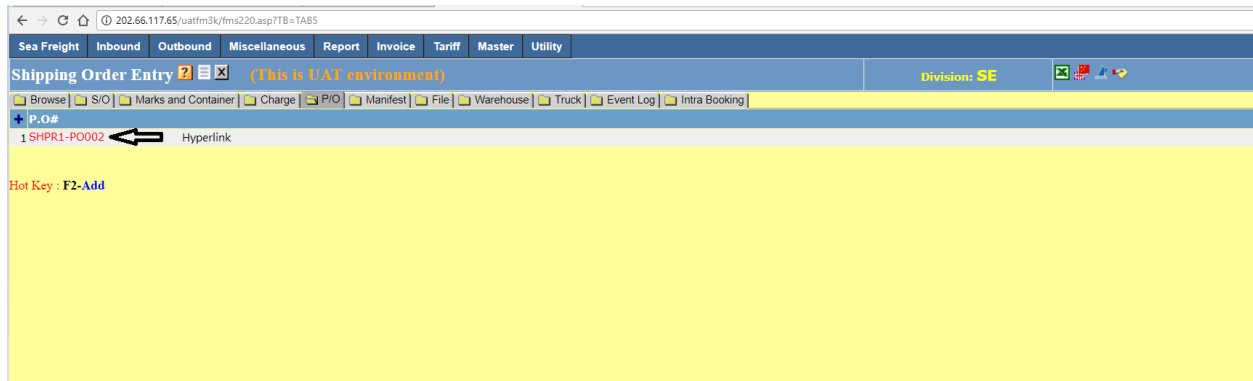 202.66.117.65/uatfm3k/fms220.asp?TB=TAB5
Sea Freight Inbound Outbound Miscellaneous Report Invoice Tariff Master Utility
Shipping Order Entry ? X (This is UAT environment) Division: SE
Browse S/O Marks and Container Charge P/O Manifest File Warehouse Truck Event Log Intra Booking
+ P.O#
1 SHPR1-PO002 Hyperlink
Hot Key : F2-Add